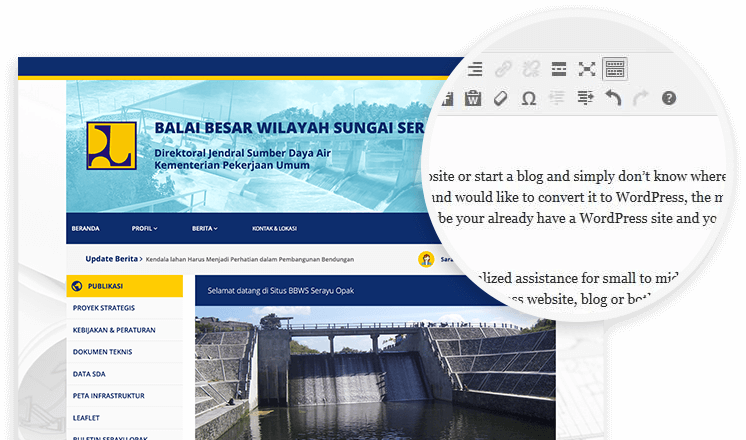 BALAI BESAR WILAYAH SUNGAI SER
Direktoral Jendral Sumber Daya Air
Kementerian Pekerjaan Umum
BERANDA PROFIL BERITA KONTAK & LOKASI
Update Berita > Kendala lahan Harus Menjadi Perhatian dalam Pembangunan Bendungan
Sara
PUBLIKASI
PROYEK STRATEGIS
KEBIJAKAN & PERATURAN
DOKUMEN TEKNIS
DATA SDA
PETA INFRASTRUKTUR
LEAFLET
BULETIN SERAYU OPAK
Selamat datang di Situs BBWS Serayu Opak
site or start a blog and simply don't know where
und would like to convert it to WordPress, the m
be your already have a WordPress site and yo
alized assistance for small to mid
ess website, blog or both